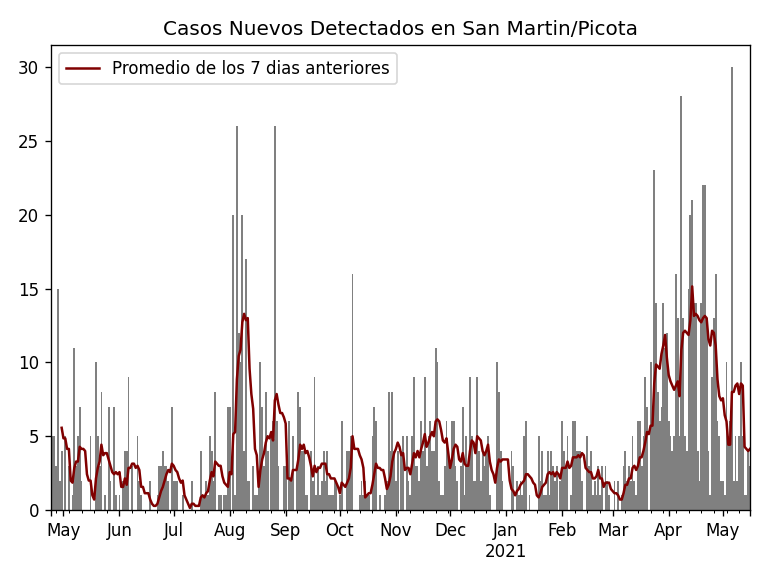 Casos Nuevos Detectados en San Martin/Picota
Promedio de los 7 dias anteriores
30
25
20
15
10
5
0
May Jun Jul Aug Sep Oct Nov Dec Jan Feb Mar Apr May
2021